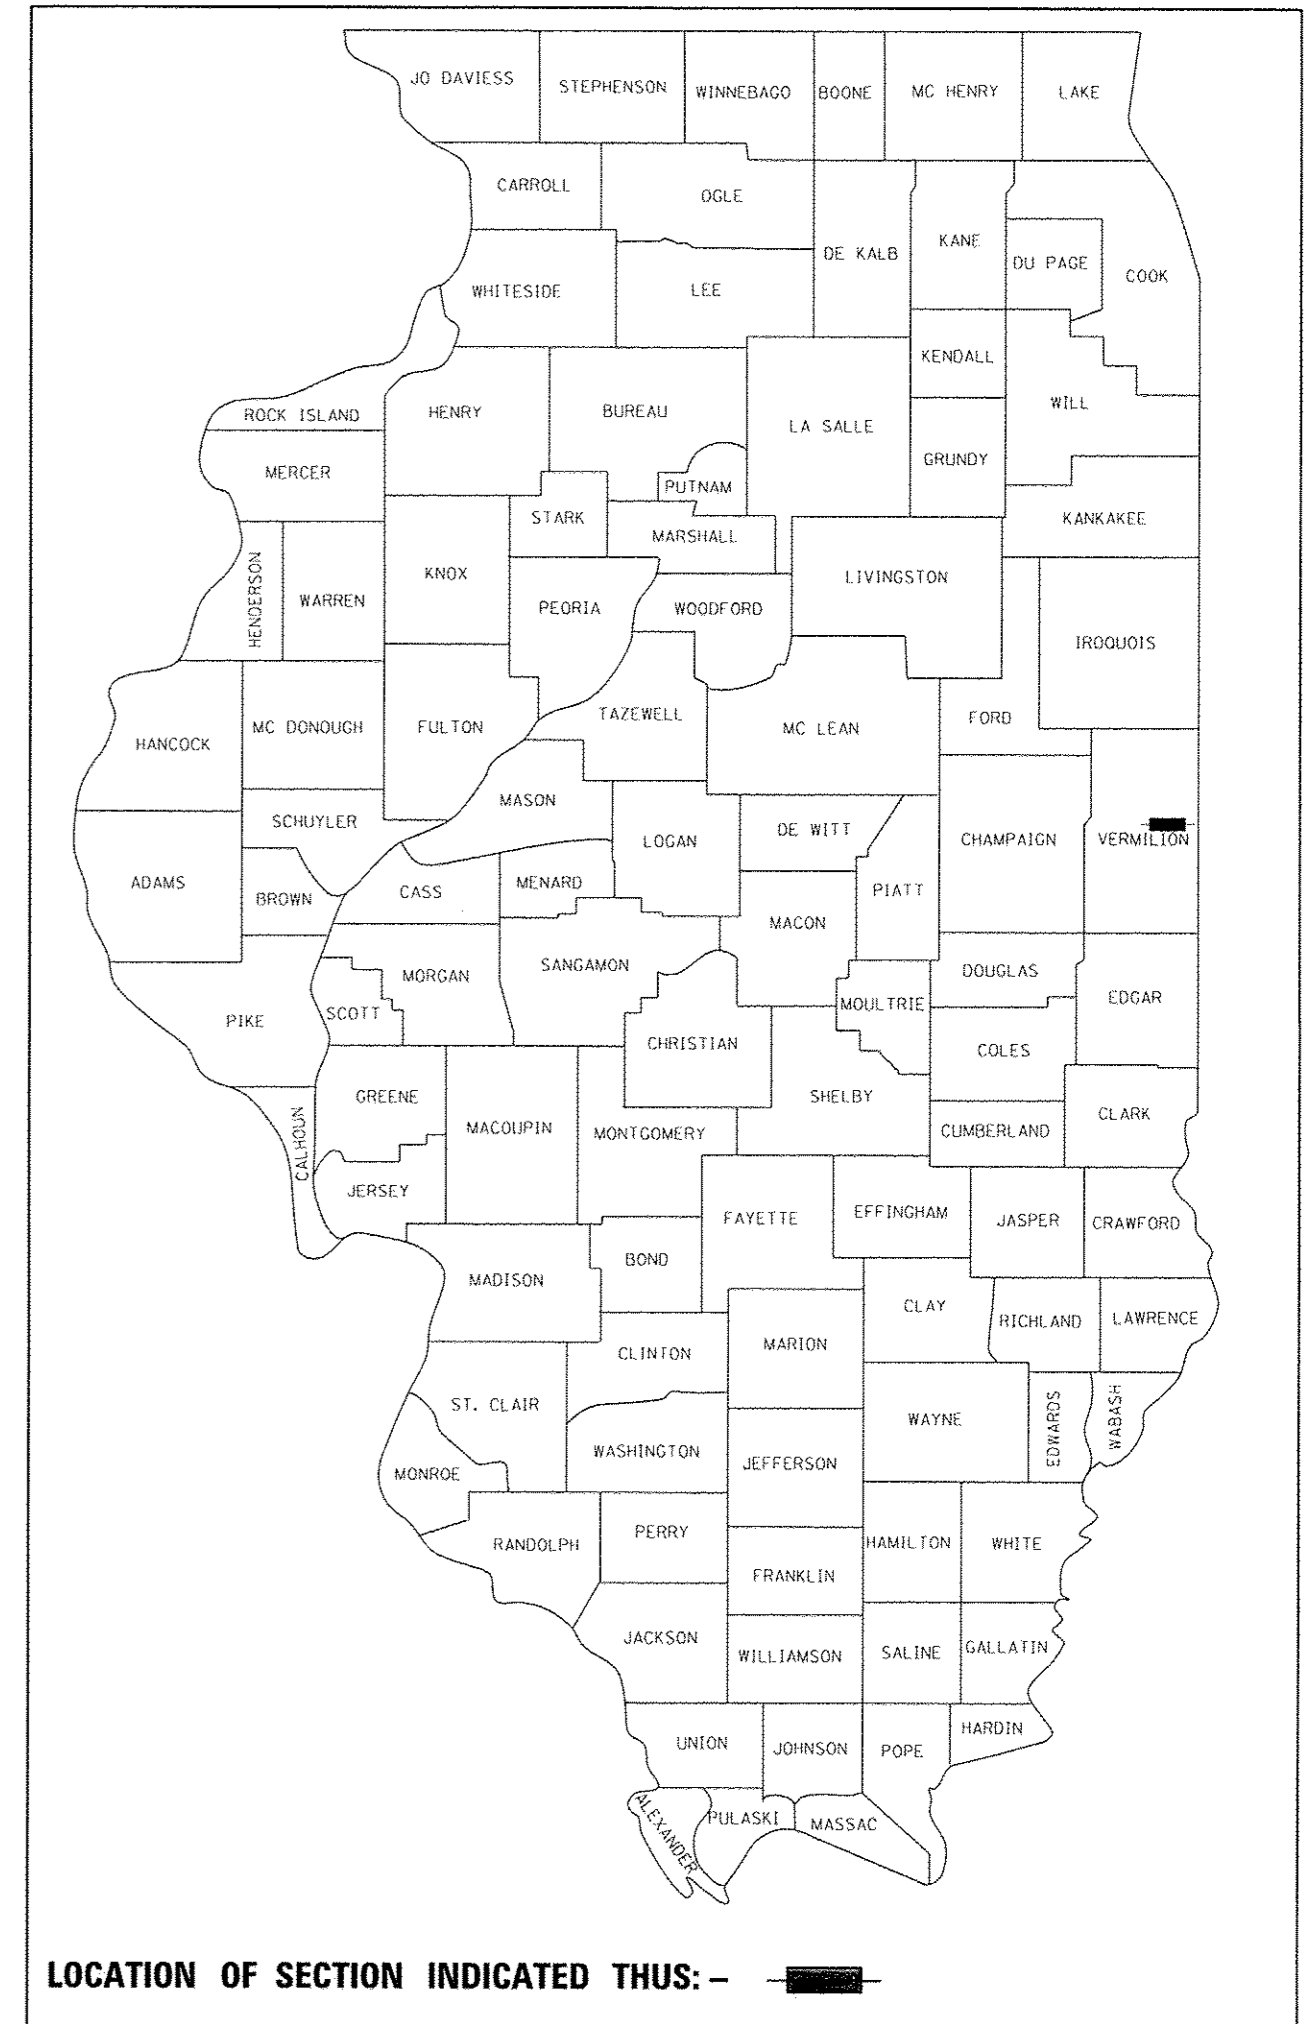 JO DAVIESS
STEPHENSON
WINNEBAGO
BOONE
MC HENRY
LAKE
CARROLL
OGLE
DE KALB
KANE
DU PAGE
COOK
WHITESIDE
LEE
KENDALL
ROCK ISLAND
HENRY
BUREAU
LA SALLE
WILL
MERCER
PUTNAM
GRUNDY
STARK
MARSHALL
KANKAKEE
HENDERSON
WARREN
KNOX
PEORIA
WOODFORD
LIVINGSTON
IROQUOIS
HANCOCK
MC DONOUGH
FULTON
TAZEWELL
MC LEAN
FORD
MASON
SCHUYLER
LOGAN
DE WITT
CHAMPAIGN
VERMILION
ADAMS
BROWN
CASS
MENARD
PIATT
MACON
MORGAN
SANGAMON
DOUGLAS
EDGAR
PIKE
SCOTT
CHRISTIAN
MOULTRIE
COLES
GREENE
SHELBY
CALHOUN
MACOUPIN
MONTGOMERY
CUMBERLAND
CLARK
JERSEY
FAYETTE
EFFINGHAM
JASPER
CRAWFORD
MADISON
BOND
CLAY
RICHLAND
LAWRENCE
CLINTON
MARION
ST. CLAIR
WAYNE
EDWARDS
WABASH
WASHINGTON
JEFFERSON
MONROE
RANDOLPH
PERRY
HAMILTON
WHITE
FRANKLIN
JACKSON
WILLIAMSON
SALINE
GALLATIN
UNION
JOHNSON
POPE
HARDIN
ALEXANDER
PULASKI
MASSAC
LOCATION OF SECTION INDICATED THUS: –